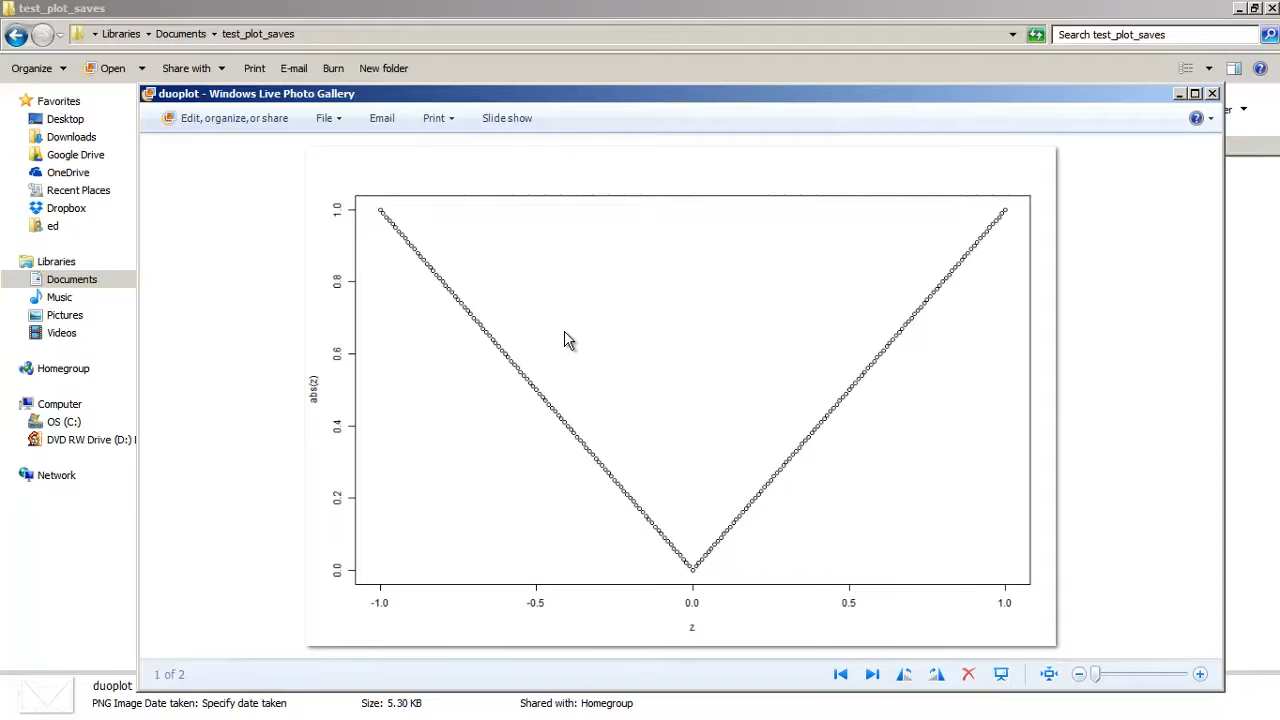 test_plot_saves
Libraries Documents test_plot_saves
Search test_plot_saves
Organize Open Share with Print E-mail Burn New folder
duoplot - Windows Live Photo Gallery
Edit, organize, or share File Email Print Slide show
Favorites
Desktop
Downloads
Google Drive
OneDrive
Recent Places
Dropbox
ed
Libraries
Documents
Music
Pictures
Videos
Homegroup
Computer
OS (C:)
DVD RW Drive (D:)
Network
abs(z)
1.0
0.8
0.6
0.4
0.2
0.0
-1.0 -0.5 0.0 0.5 1.0
z
1 of 2
duoplot
PNG Image Date taken: Specify date taken Size: 5.30 KB Shared with: Homegroup